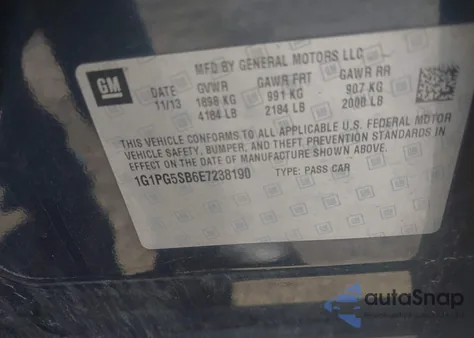 GM
MFD BY GENERAL MOTORS LLC
DATE GVWR GAWR FRT GAWR RR
11/13 1898 KG 991 KG 907 KG
4184 LB 2184 LB 2000 LB
THIS VEHICLE CONFORMS TO ALL APPLICABLE U.S. FEDERAL MOTOR
VEHICLE SAFETY, BUMPER, AND THEFT PREVENTION STANDARDS IN
EFFECT ON THE DATE OF MANUFACTURE SHOWN ABOVE.
1G1PG5SB6E7238190 TYPE: PASS CAR
autoSnap